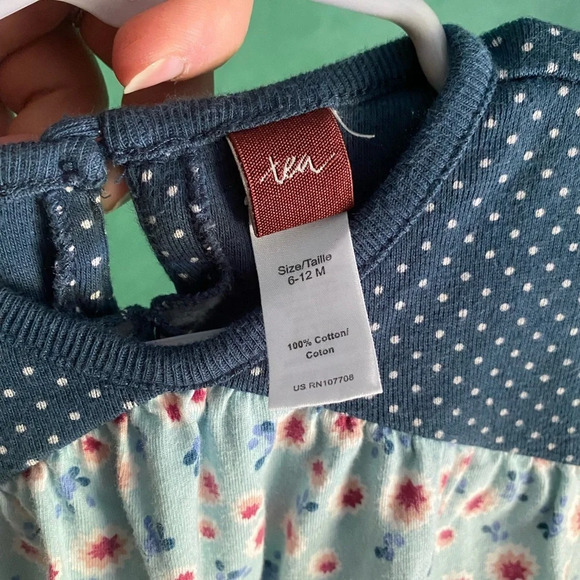 tea
Size/Taille
6-12 M
100% Cotton/
Coton
US RN107708